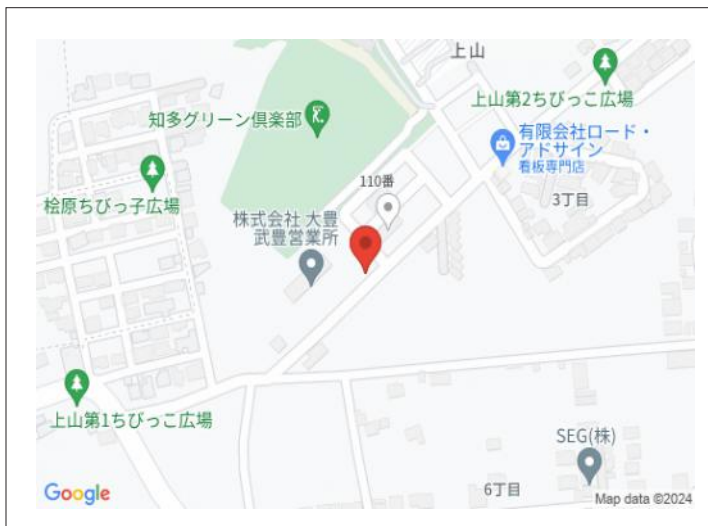 上山
上山第2ちびっこ広場
知多グリーン倶楽部
有限会社ロード・
アドサイン
看板専門店
110番
3丁目
桧原ちびっ子広場
株式会社 大豊
武豊営業所
上山第1ちびっこ広場
SEG(株)
6丁目
Google
Map data ©2024